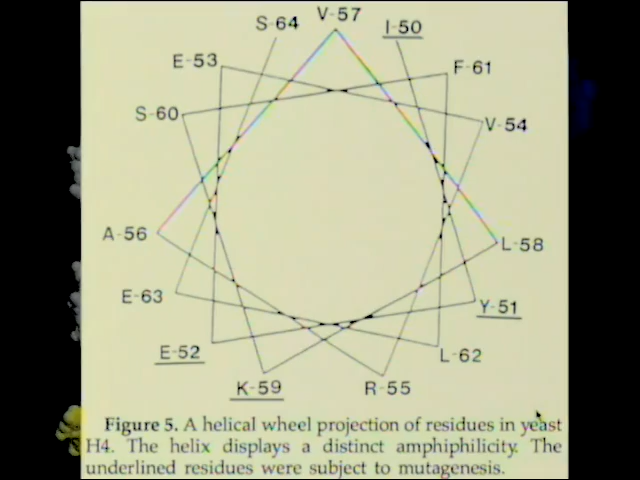 V-57
S-64
I-50
E-53
F-61
S-60
V-54
A-56
L-58
E-63
Y-51
E-52
L-62
K-59
R-55
Figure 5. A helical wheel projection of residues in yeast
H4. The helix displays a distinct amphiphilicity. The
underlined residues were subject to mutagenesis.